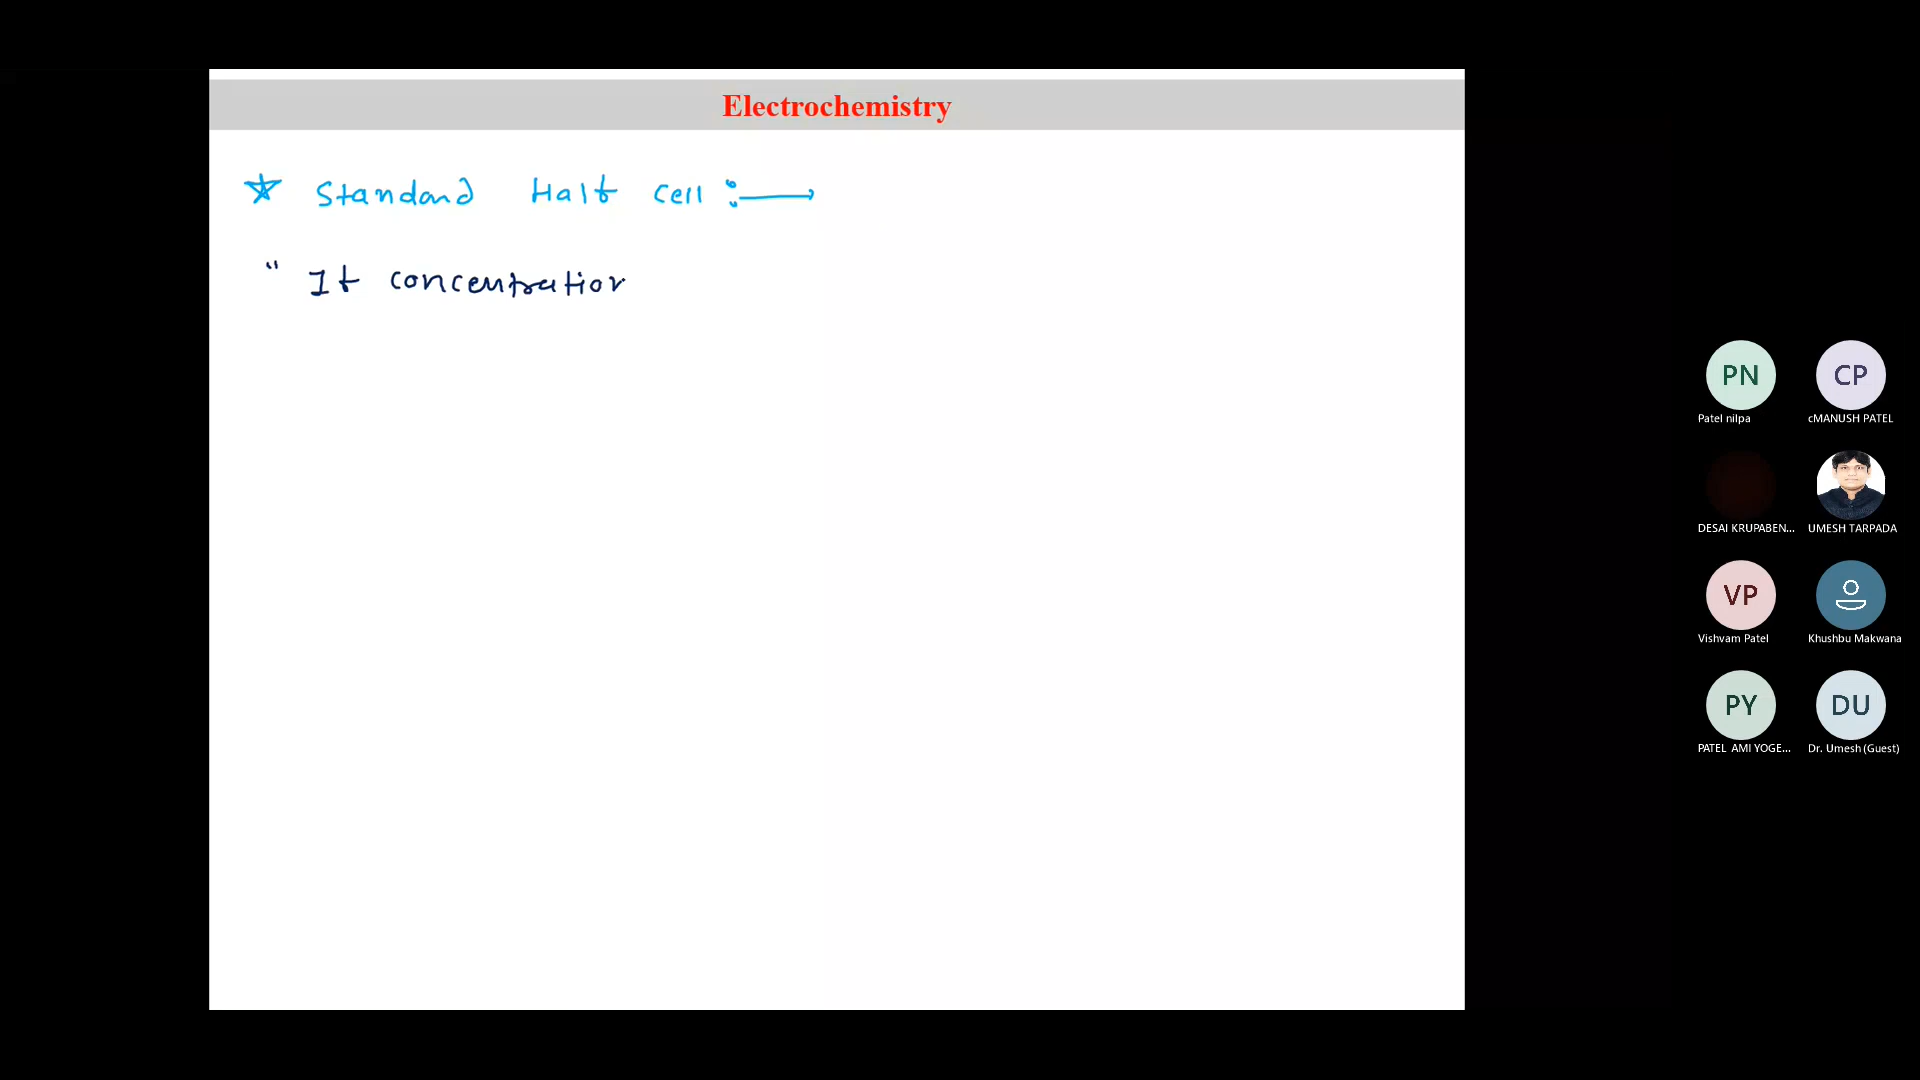 Electrochemistry
☆ Standard Half Cell :→
" If concentration
PN
CP
Patel nilpa
cMANUSH PATEL
DESAI KRUPABEN...
UMESH TARPADA
VP
Vishvam Patel
Khushbu Makwana
PY
DU
PATEL AMI YOGE...
Dr. Umesh (Guest)